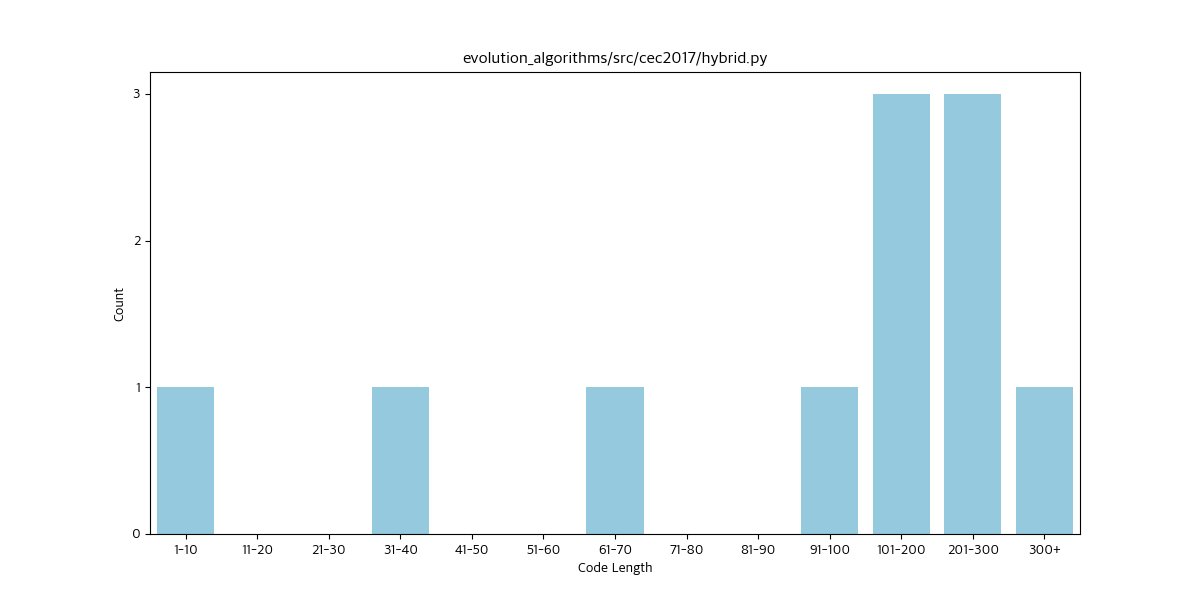 evolution_algorithms/src/cec2017/hybrid.py
3
2
1
0
Count
1-10 11-20 21-30 31-40 41-50 51-60 61-70 71-80 81-90 91-100 101-200 201-300 300+
Code Length